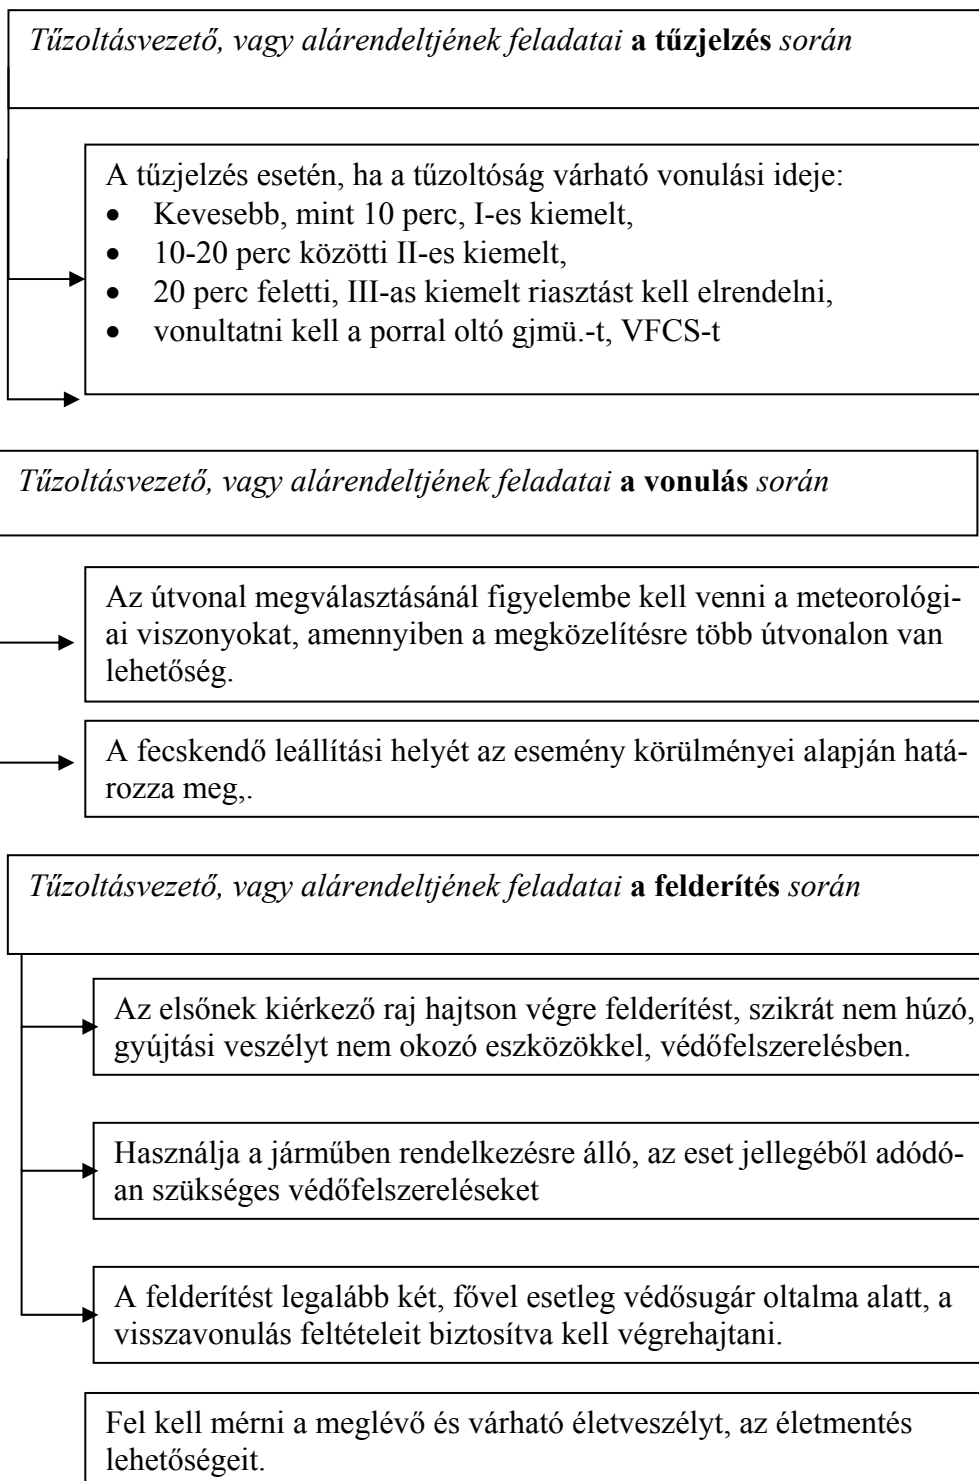 Tűzoltásvezető, vagy alárendeltjének feladatai a tűzjelzés során
A tűzjelzés esetén, ha a tűzoltóság várható vonulási ideje:
• Kevesebb, mint 10 perc, I-es kiemelt,
• 10-20 perc közötti II-es kiemelt,
• 20 perc feletti, III-as kiemelt riasztást kell elrendelni,
• vonultatni kell a porral oltó gjmü.-t, VFCS-t
Tűzoltásvezető, vagy alárendeltjének feladatai a vonulás során
Az útvonal megválasztásánál figyelembe kell venni a meteorológi-
ai viszonyokat, amennyiben a megközelítésre több útvonalon van
lehetőség.
A fecskendő leállítási helyét az esemény körülményei alapján hatá-
rozza meg,.
Tűzoltásvezető, vagy alárendeltjének feladatai a felderítés során
Az elsőnek kiérkező raj hajtson végre felderítést, szikrát nem húzó,
gyújtási veszélyt nem okozó eszközökkel, védőfelszerelésben.
Használja a járműben rendelkezésre álló, az eset jellegéből adódó-
an szükséges védőfelszereléseket
A felderítést legalább két, fővel esetleg védősugár oltalma alatt, a
visszavonulás feltételeit biztosítva kell végrehajtani.
Fel kell mérni a meglévő és várható életveszélyt, az életmentés
lehetőségeit.